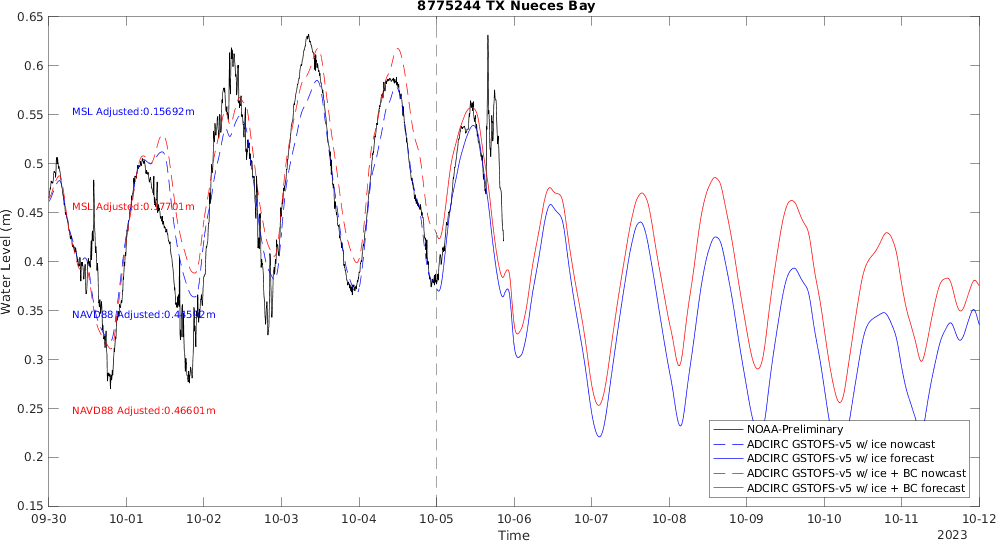 8775244 TX Nueces Bay
0.65
0.6
0.55
0.5
0.45
0.4
0.35
0.3
0.25
0.2
0.15
Water Level (m)
MSL Adjusted:0.15692m
NAVD88 Adjusted:0.46601m
NOAA-Preliminary
ADCIRC GSTOFS-v5 w/ ice nowcast
ADCIRC GSTOFS-v5 w/ ice forecast
ADCIRC GSTOFS-v5 w/ ice + BC nowcast
ADCIRC GSTOFS-v5 w/ ice + BC forecast
MSL Adjusted:
NAVD88 Adjusted:
09-30 10-01 10-02 10-03 10-04 10-05 10-06 10-07 10-08 10-09 10-10 10-11 10-12
Time
2023